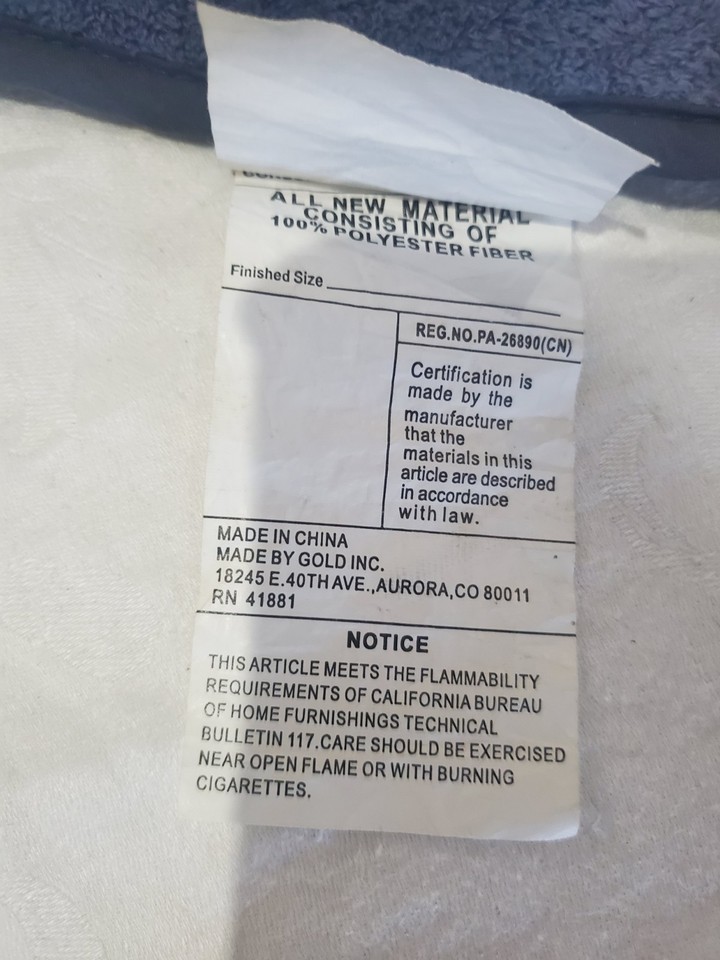 ALL NEW MATERIAL
CONSISTING OF
100% POLYESTER FIBER
Finished Size
REG.NO.PA-26890(CN)
Certification is
made by the
manufacturer
that the
materials in this
article are described
in accordance
with law.
MADE IN CHINA
MADE BY GOLD INC.
18245 E.40TH AVE.,AURORA,CO 80011
RN 41881
NOTICE
THIS ARTICLE MEETS THE FLAMMABILITY
REQUIREMENTS OF CALIFORNIA BUREAU
OF HOME FURNISHINGS TECHNICAL
BULLETIN 117.CARE SHOULD BE EXERCISED
NEAR OPEN FLAME OR WITH BURNING
CIGARETTES.